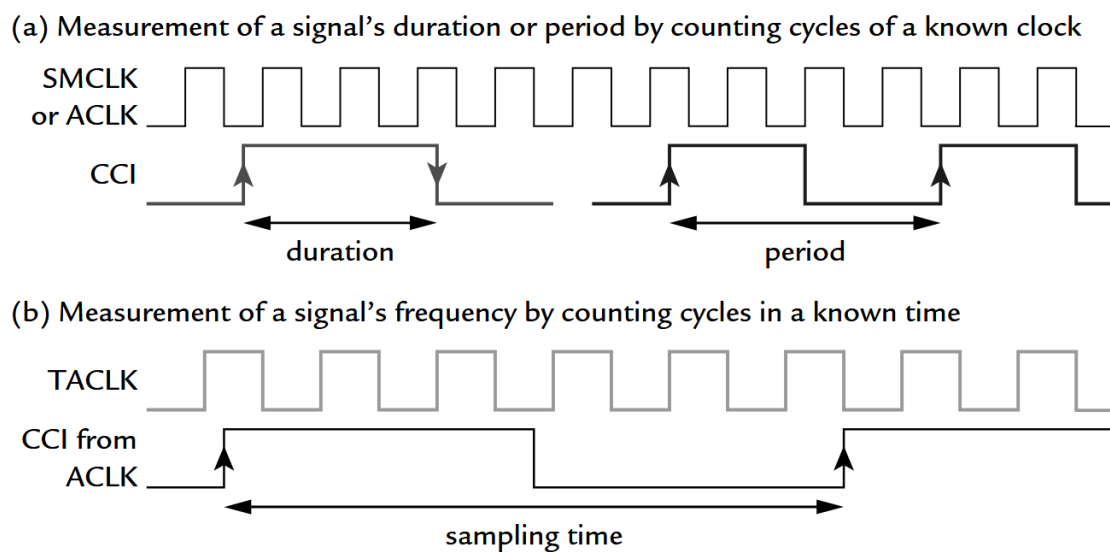 (a) Measurement of a signal's duration or period by counting cycles of a known clock
SMCLK
or ACLK
CCI
duration
period
(b) Measurement of a signal's frequency by counting cycles in a known time
TACLK
CCI from
ACLK
sampling time